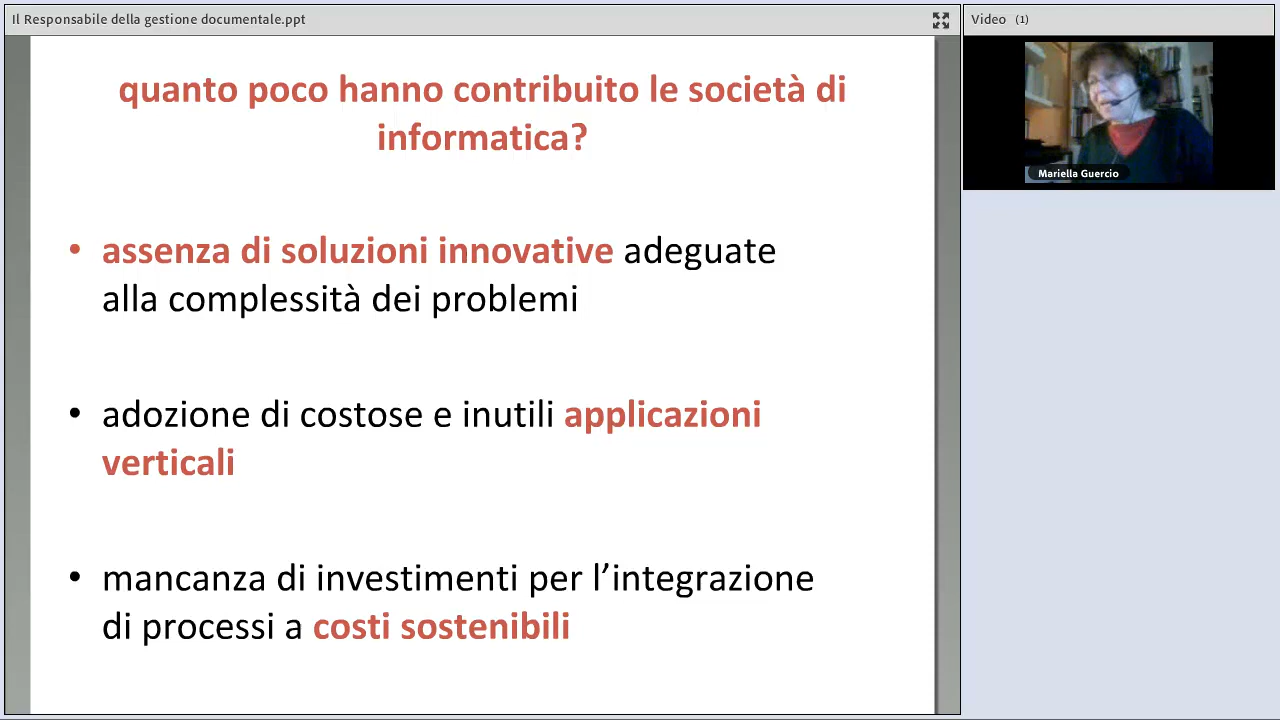 Il Responsabile della gestione documentale.ppt
Video (1)
Mariella Guercio
quanto poco hanno contribuito le società di
informatica?
• assenza di soluzioni innovative adeguate
alla complessità dei problemi
• adozione di costose e inutili applicazioni
verticali
• mancanza di investimenti per l’integrazione
di processi a costi sostenibili